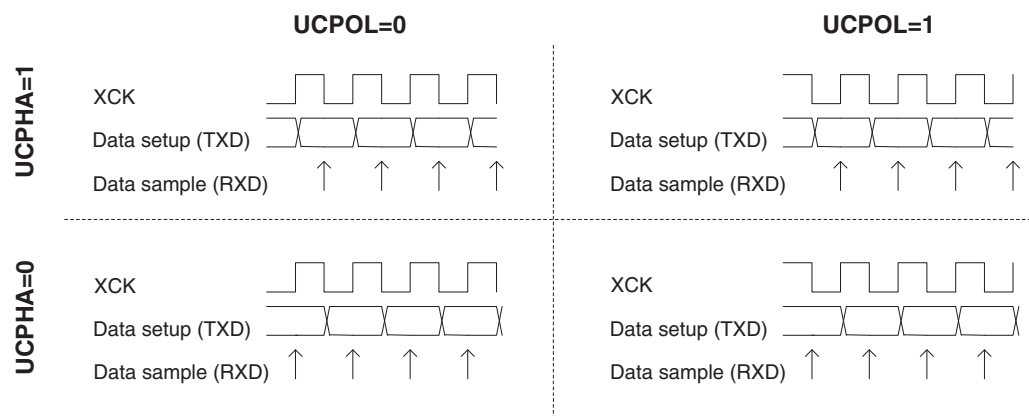 UCPOL=0
UCPOL=1
UCPHA=1
XCK
Data setup (TXD)
Data sample (RXD)
XCK
Data setup (TXD)
Data sample (RXD)
UCPHA=0
XCK
Data setup (TXD)
Data sample (RXD)
XCK
Data setup (TXD)
Data sample (RXD)